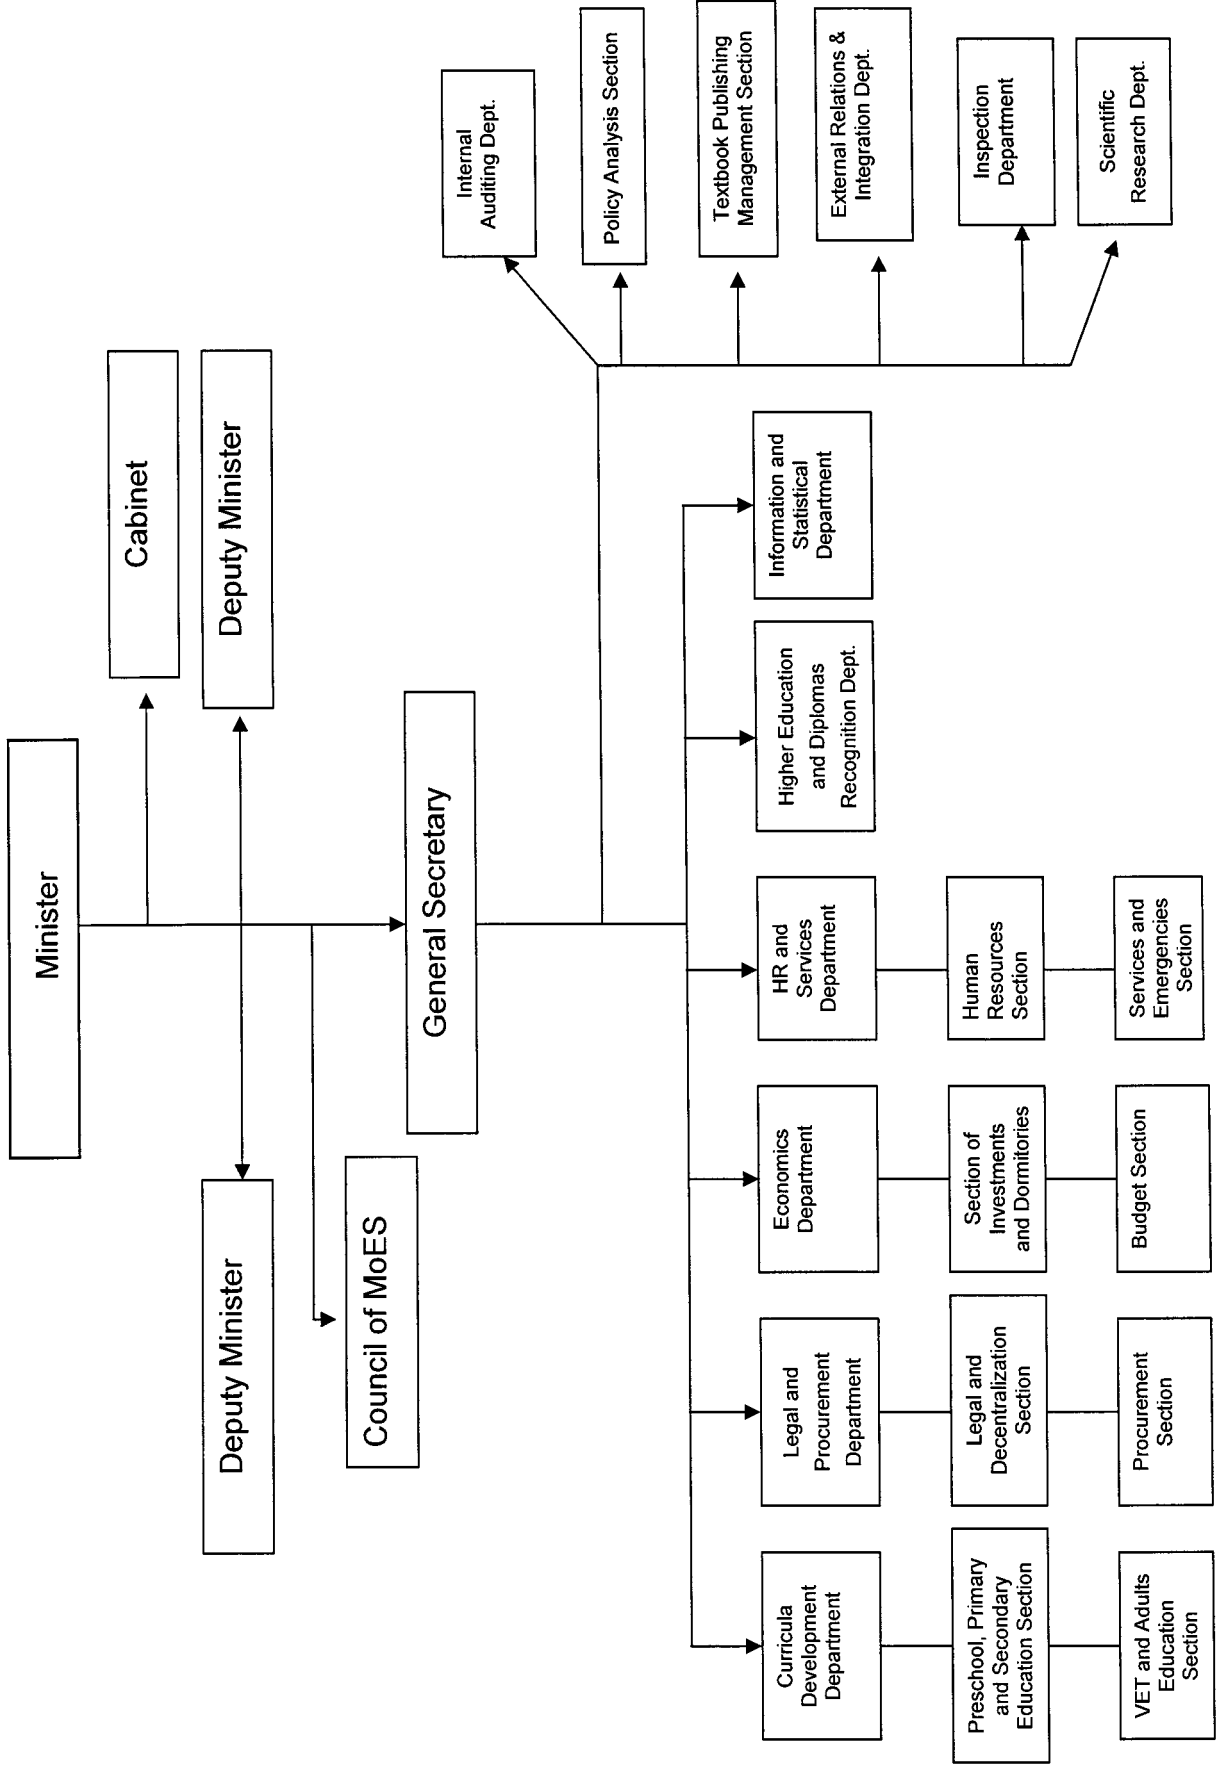 Minister
Cabinet
Deputy Minister
Deputy Minister
Council of MoES
General Secretary
Internal
Auditing Dept.
Policy Analysis Section
Textbook Publishing
Management Section
External Relations &
Integration Dept.
Inspection
Department
Scientific
Research Dept.
Curricula
Development
Department
Legal and
Procurement
Department
Economics
Department
HR and
Services
Department
Higher Education
and Diplomas
Recognition Dept.
Information and
Statistical
Department
Preschool, Primary
and Secondary
Education Section
Legal and
Decentralization
Section
Section of
Investments
and Dormitories
Human
Resources
Section
VET and Adults
Education
Section
Procurement
Section
Budget Section
Services and
Emergencies
Section